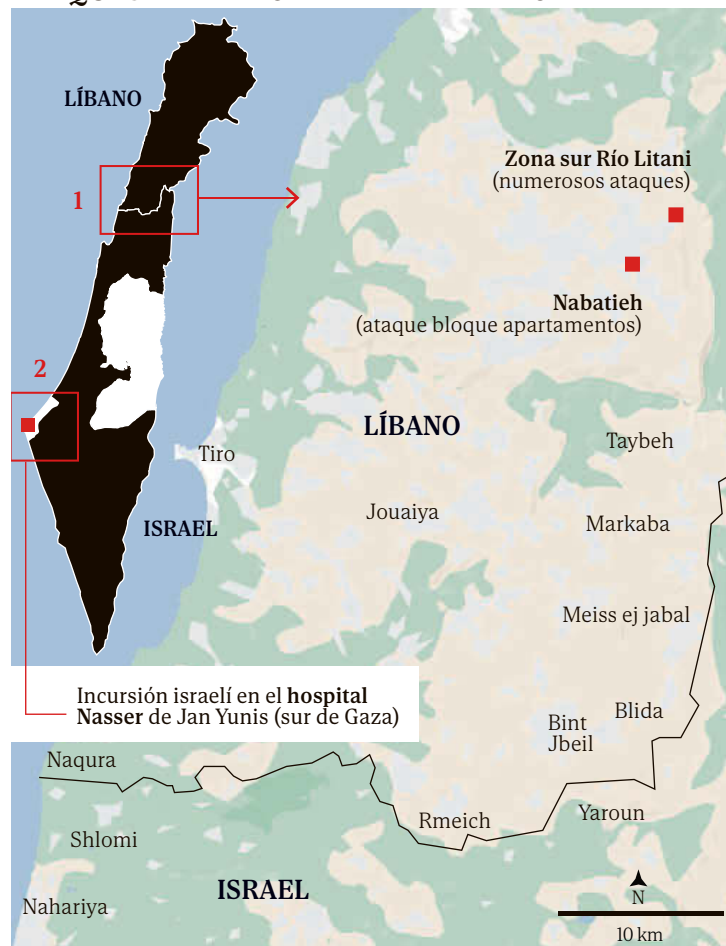 LÍBANO
1
2
ISRAEL
Zona sur Río Litani
(numerosos ataques)
Nabatieh
(ataque bloque apartamentos)
LÍBANO
Tiro
Taybeh
Jouaiya
Markaba
Meiss ej jabal
Incursión israelí en el hospital
Nasser de Jan Yunis (sur de Gaza)
Blida
Bint
Jbeil
Naqura
Rmeich
Yaroun
Shlomi
ISRAEL
Nahariya
N
10 km